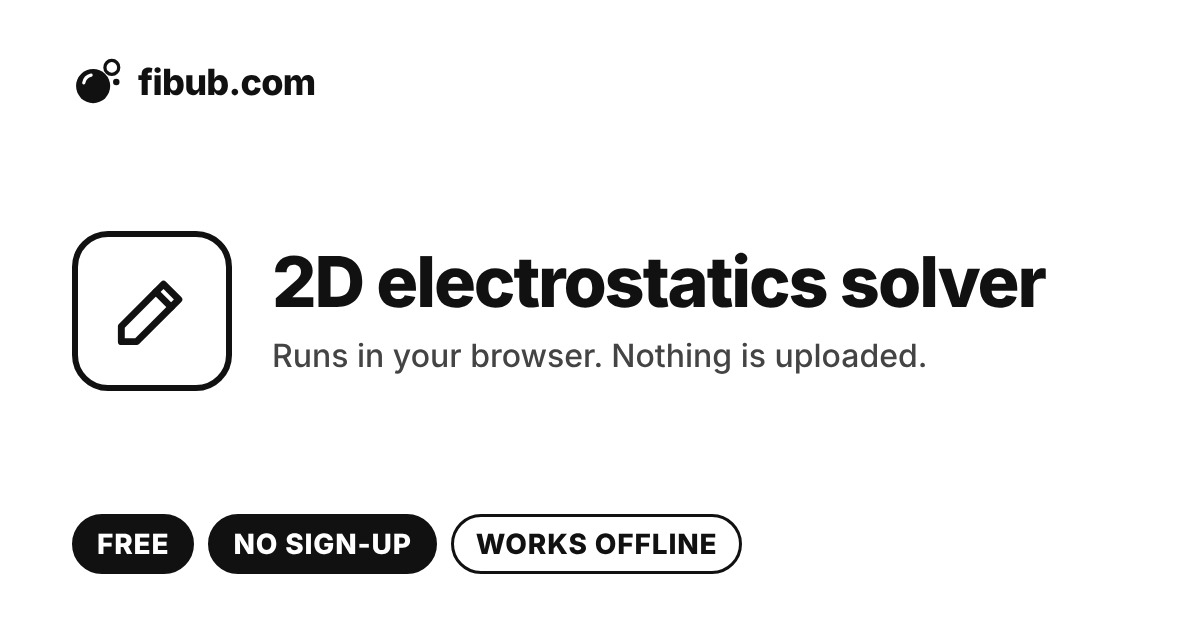 fibub.com
2D electrostatics solver
Runs in your browser. Nothing is uploaded.
FREE
NO SIGN-UP
WORKS OFFLINE